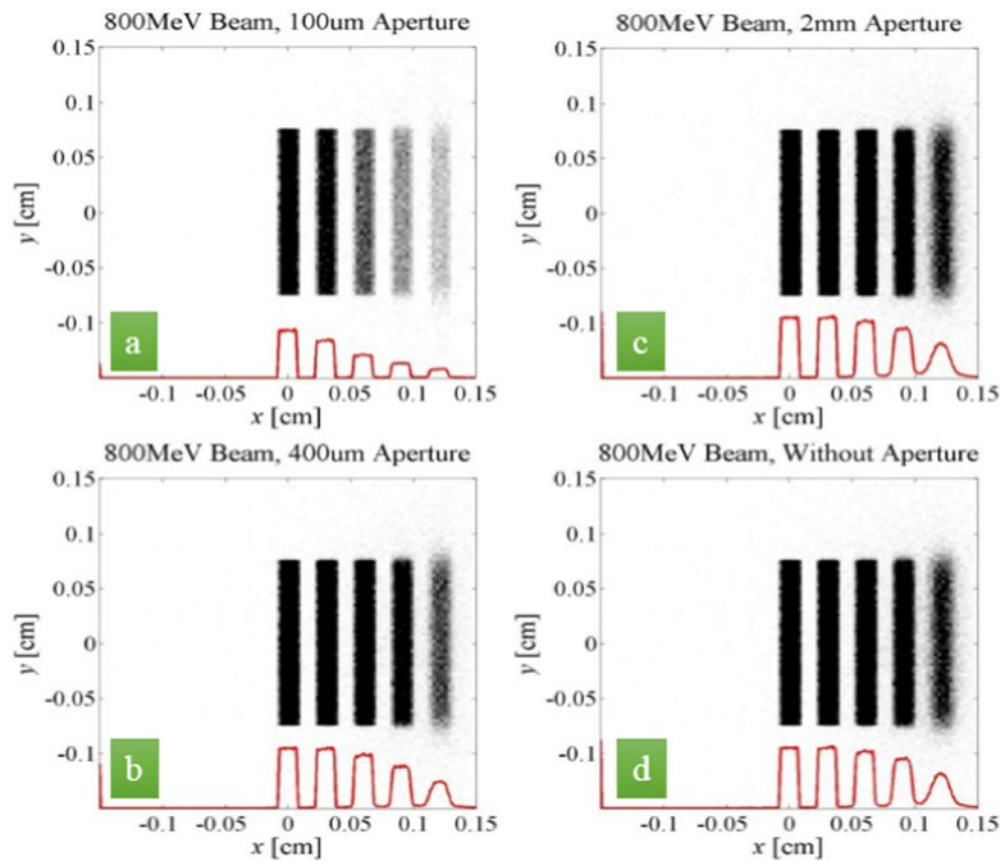 800MeV Beam, 100um Aperture
0.15
0.1
0.05
0
-0.05
-0.1
y [cm]
a
-0.1 -0.05 0 0.05 0.1 0.15
x [cm]
800MeV Beam, 2mm Aperture
0.15
0.1
0.05
0
-0.05
-0.1
y [cm]
c
-0.1 -0.05 0 0.05 0.1 0.15
x [cm]
800MeV Beam, 400um Aperture
0.15
0.1
0.05
0
-0.05
-0.1
y [cm]
b
-0.1 -0.05 0 0.05 0.1 0.15
x [cm]
800MeV Beam, Without Aperture
0.15
0.1
0.05
0
-0.05
-0.1
y [cm]
d
-0.1 -0.05 0 0.05 0.1 0.15
x [cm]